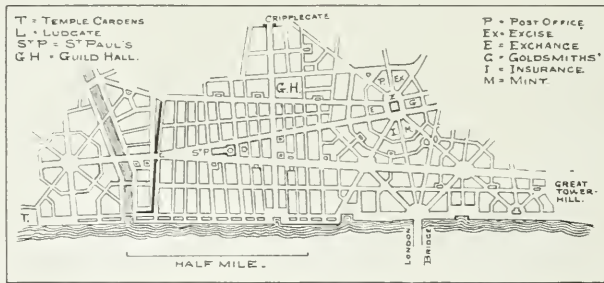 CRIPPLEGATE
T = TEMPLE GARDENS
L = LUDGATE
ST P = ST PAUL'S
G H = GUILD HALL.
P = POST OFFICE
EX = EXCISE
E = EXCHANGE
G = GOLDSMITHS'
I = INSURANCE
M = MINT.
P
EX
G.H.
G
E
I
M
L
ST P
GREAT
TOWER-
HILL.
T.
LONDON
BRIDGE
HALF MILE.